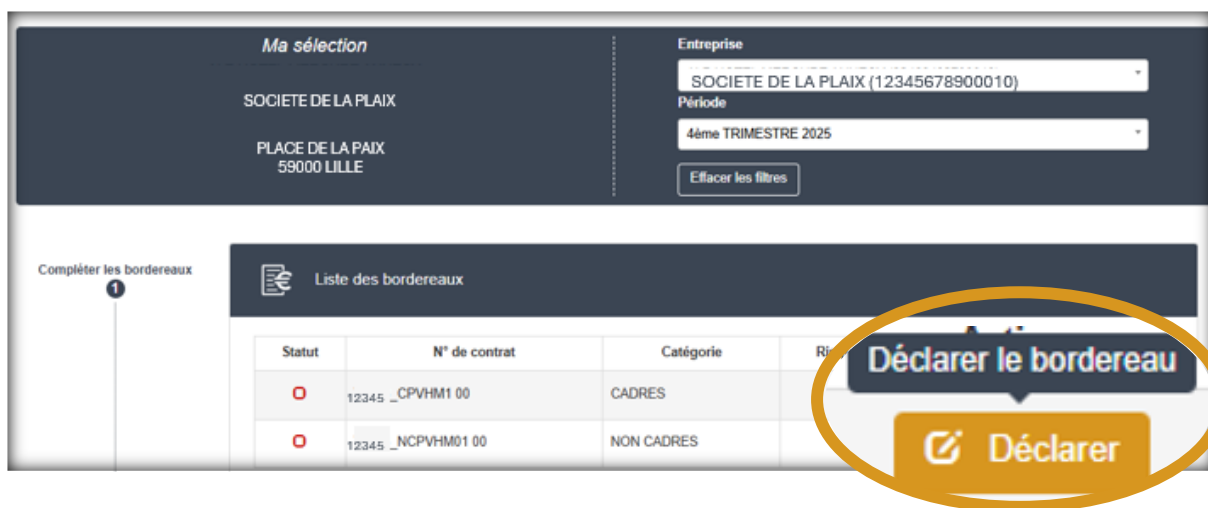 Ma sélection
SOCIETE DE LA PLAIX
PLACE DE LA PAIX
59000 LILLE
Entreprise
SOCIETE DE LA PLAIX (12345678900010)
Période
4ème TRIMESTRE 2025
Effacer les filtres
Compléter les bordereaux
1
Liste des bordereaux
Statut N° de contrat Catégorie
12345 _CPVHM1 00 CADRES
12345 _NCPVHM01 00 NON CADRES
Déclarer le bordereau
Déclarer